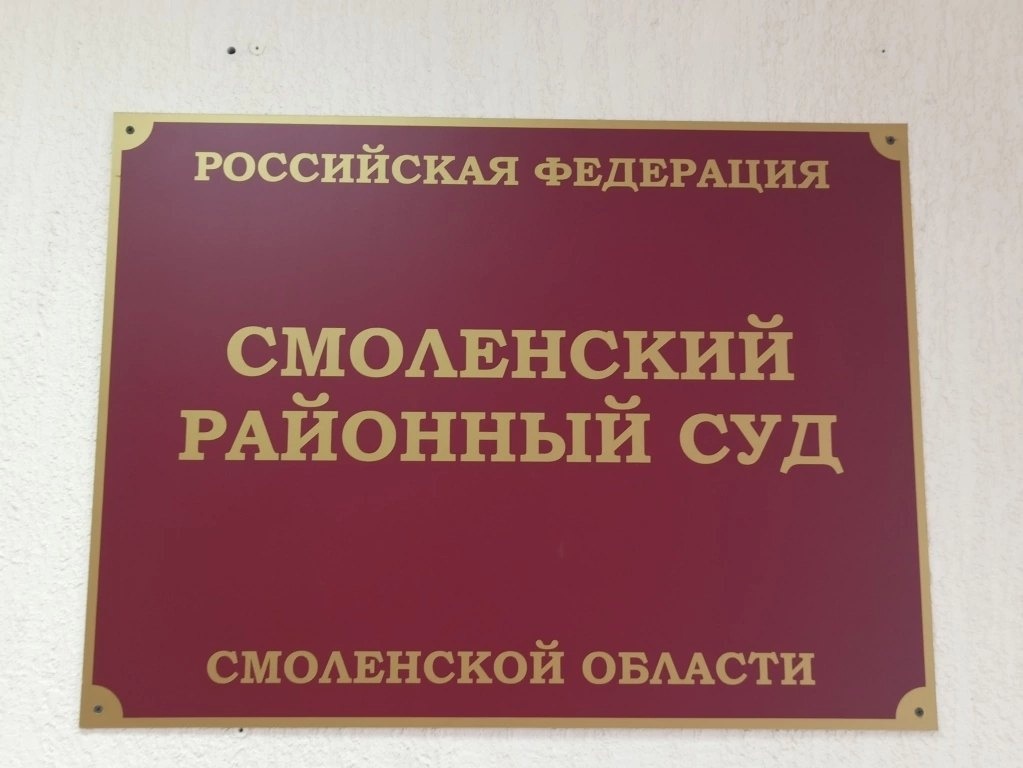 РОССИЙСКАЯ ФЕДЕРАЦИЯ
СМОЛЕНСКИЙ
РАЙОННЫЙ СУД
СМОЛЕНСКОЙ ОБЛАСТИ